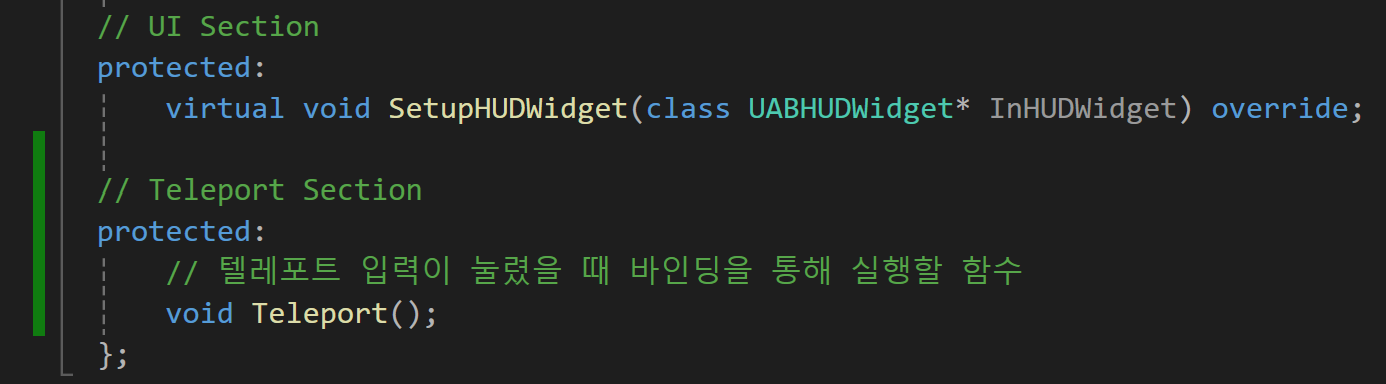 // UI Section
protected:
virtual void SetupHUDWidget(class UABHUDWidget* InHUDWidget) override;
// Teleport Section
protected:
// 텔레포트 입력이 눌렸을 때 바인딩을 통해 실행할 함수
void Teleport();
};